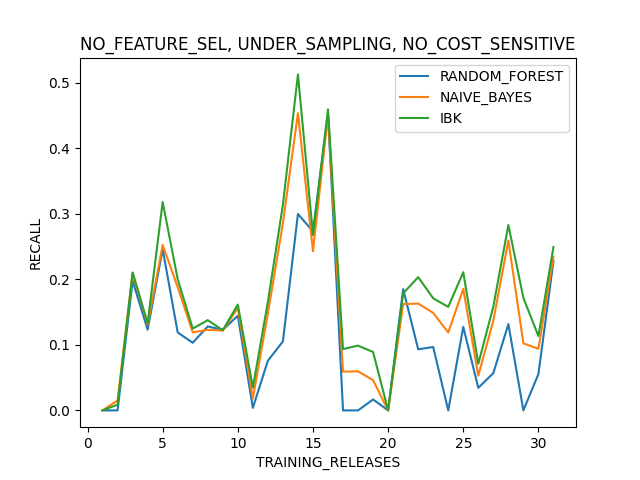 NO_FEATURE_SEL, UNDER_SAMPLING, NO_COST_SENSITIVE
RANDOM_FOREST
NAIVE_BAYES
IBK
RECALL
0.5
0.4
0.3
0.2
0.1
0.0
0 5 10 15 20 25 30
TRAINING_RELEASES